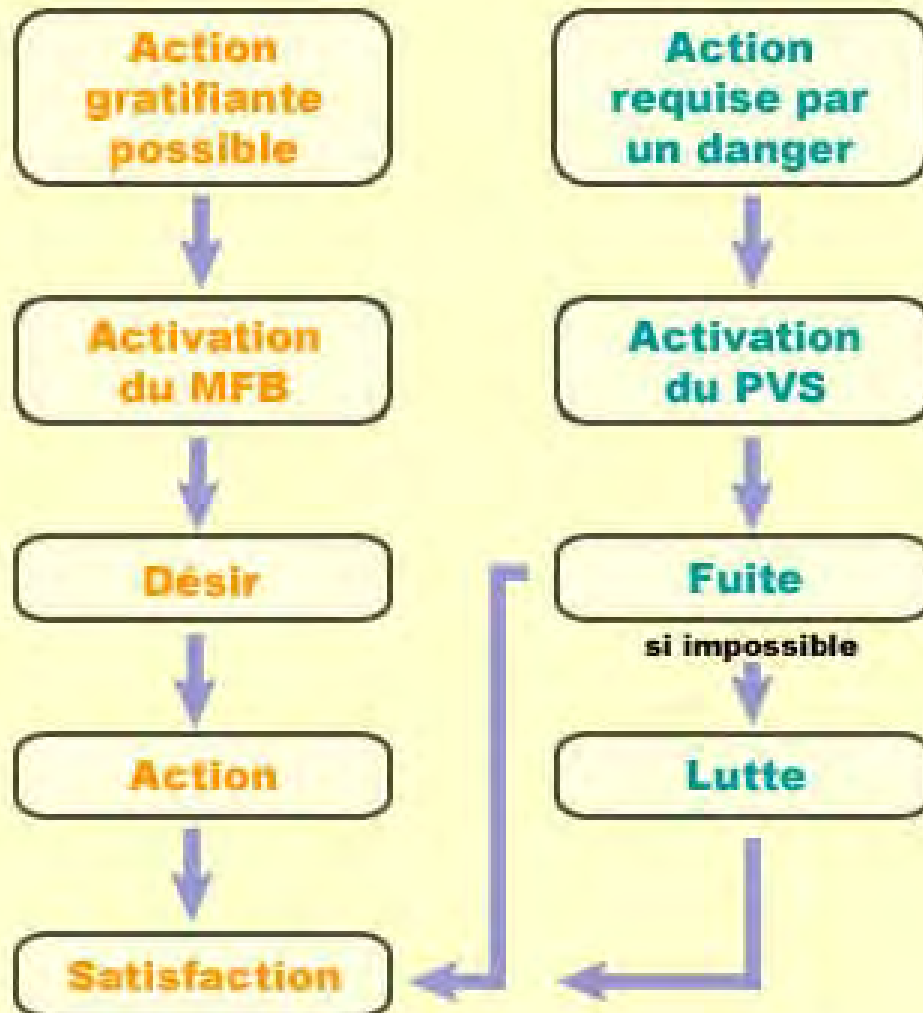 Action
gratifiante
possible
Activation
du MFB
Désir
Action
Satisfaction
Action
requise par
un danger
Activation
du PVS
Fuite
si impossible
Lutte